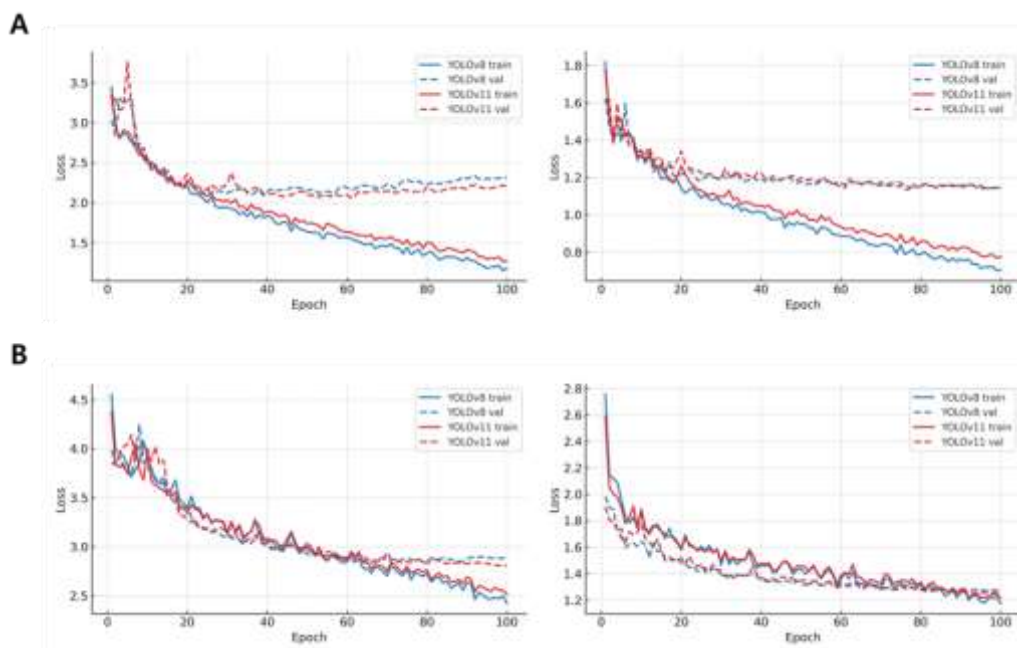 A
Loss
3.5
3.0
2.5
2.0
1.5
0 20 40 60 80 100
Epoch
YOLOv8 train
YOLOv8 val
YOLOv11 train
YOLOv11 val
Loss
1.8
1.6
1.4
1.2
1.0
0.8
0 20 40 60 80 100
Epoch
YOLOv8 train
YOLOv8 val
YOLOv11 train
YOLOv11 val
B
Loss
4.5
4.0
3.5
3.0
2.5
0 20 40 60 80 100
Epoch
YOLOv8 train
YOLOv8 val
YOLOv11 train
YOLOv11 val
Loss
2.8
2.6
2.4
2.2
2.0
1.8
1.6
1.4
1.2
0 20 40 60 80 100
Epoch
YOLOv8 train
YOLOv8 val
YOLOv11 train
YOLOv11 val